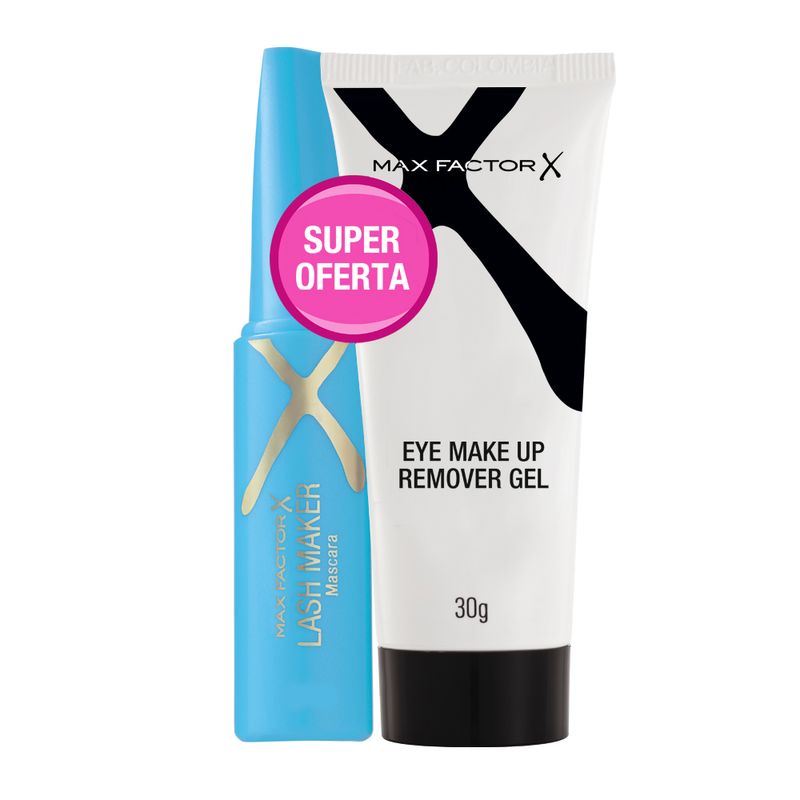 FAB. COLOMBIA
MAX FACTOR X
SUPER
OFERTA
EYE MAKE UP
REMOVER GEL
30g
MAX FACTOR X
LASH MAKER
Mascara